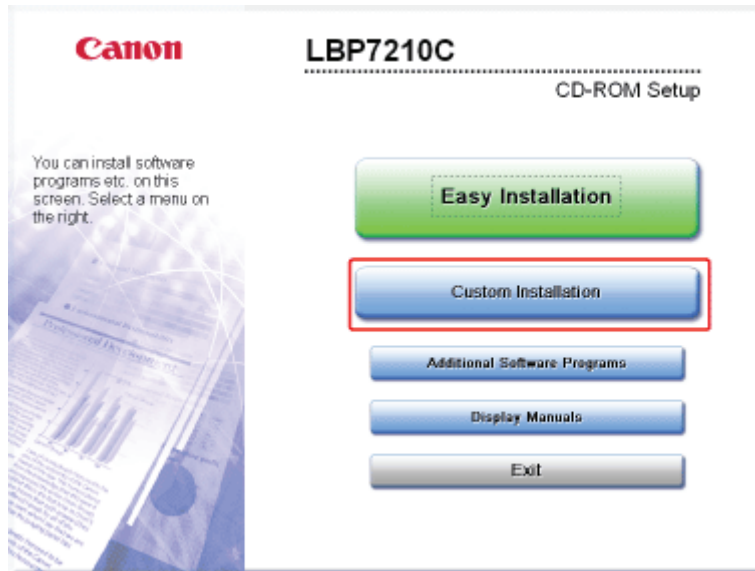 Canon
LBP7210C
CD-ROM Setup
You can install software
programs etc. on this
screen. Select a menu on
the right.
Easy Installation
Custom Installation
Additional Software Programs
Display Manuals
Exit